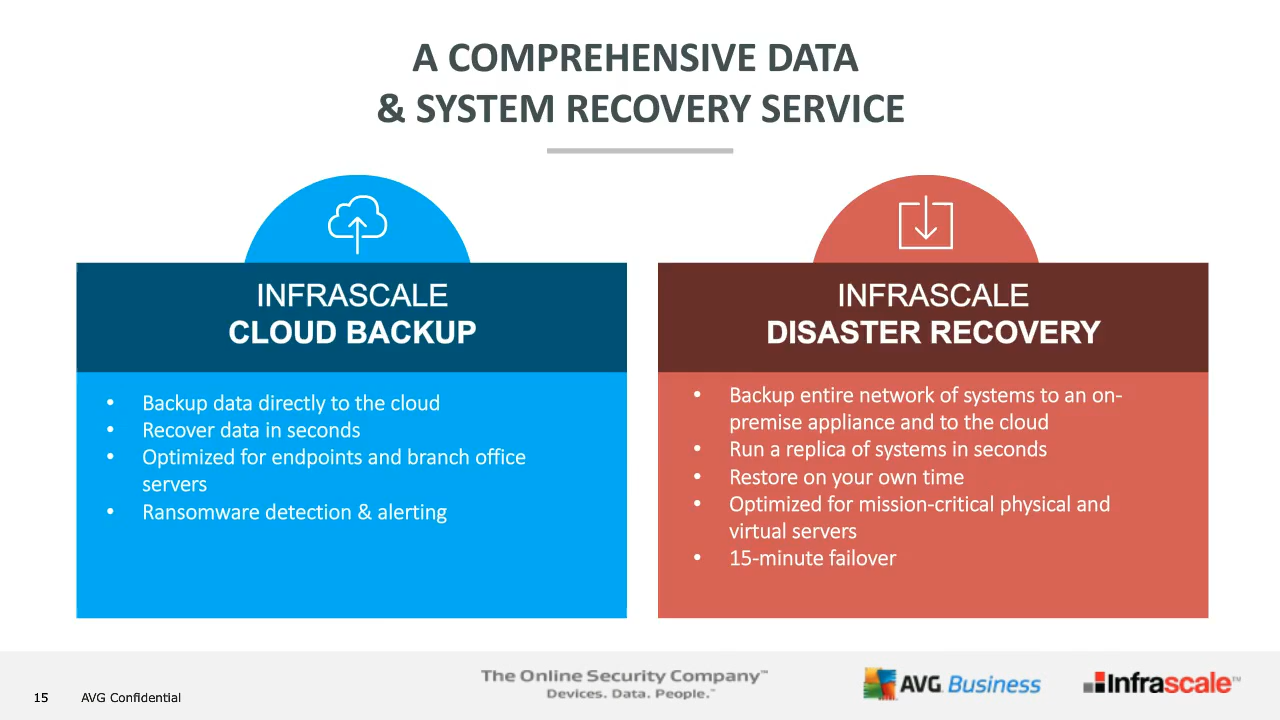 A COMPREHENSIVE DATA
& SYSTEM RECOVERY SERVICE
INFRASCALE
CLOUD BACKUP
• Backup data directly to the cloud
• Recover data in seconds
• Optimized for endpoints and branch office
servers
• Ransomware detection & alerting
INFRASCALE
DISASTER RECOVERY
• Backup entire network of systems to an on-
premise appliance and to the cloud
• Run a replica of systems in seconds
• Restore on your own time
• Optimized for mission-critical physical and
virtual servers
• 15-minute failover
15 AVG Confidential
The Online Security Company™
Devices. Data. People.™
AVG Business
Infrascale™